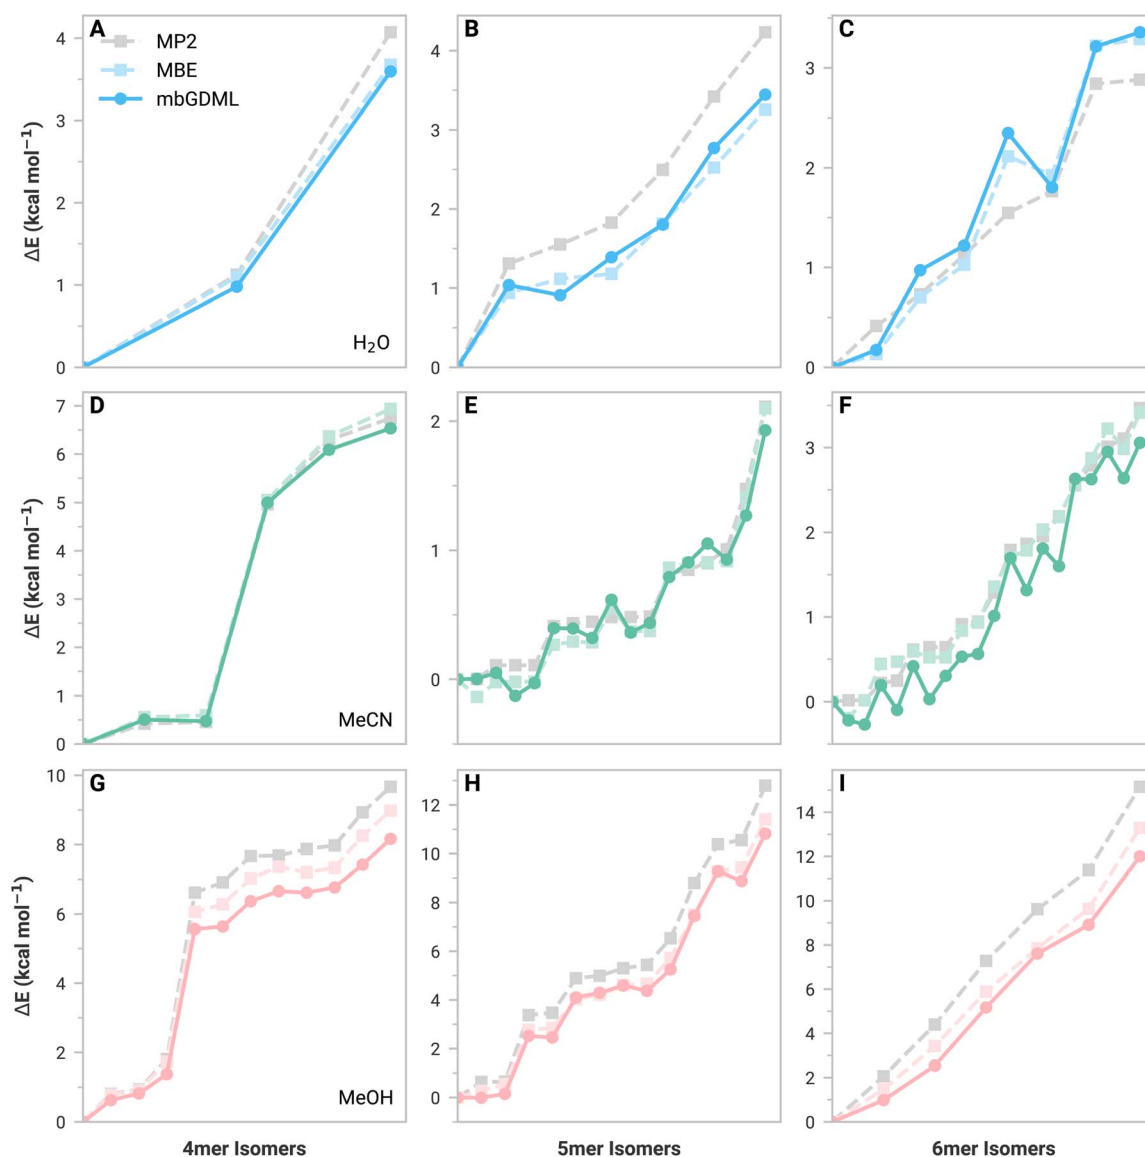 A
MP2
MBE
mbGDML
ΔE (kcal mol⁻¹)
4
3
2
1
0
H₂O
B
4
3
2
1
0
C
3
2
1
0
D
ΔE (kcal mol⁻¹)
7
6
5
4
3
2
1
0
MeCN
E
2
1
0
F
3
2
1
0
G
ΔE (kcal mol⁻¹)
10
8
6
4
2
0
MeOH
4mer Isomers
H
12
10
8
6
4
2
0
5mer Isomers
I
14
12
10
8
6
4
2
0
6mer Isomers